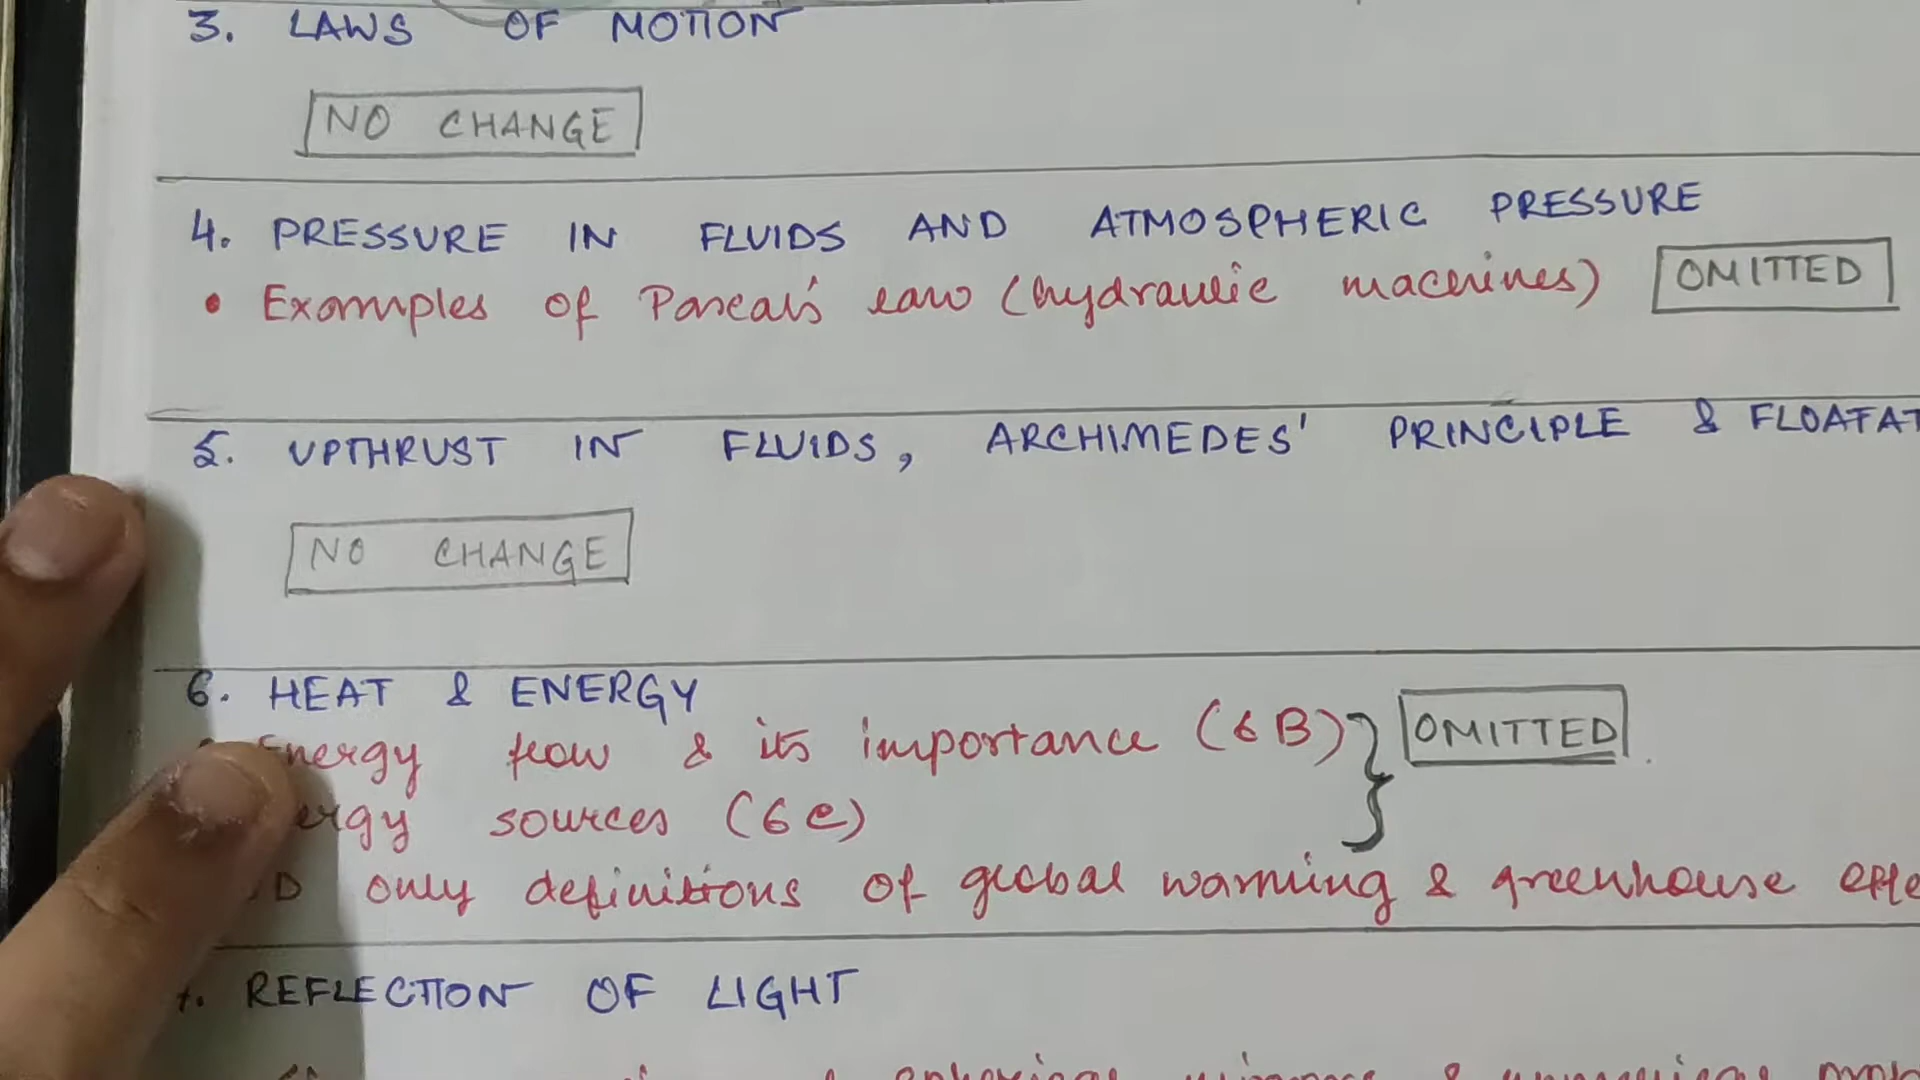 3. LAWS OF MOTION
NO CHANGE
4. PRESSURE IN FLUIDS AND ATMOSPHERIC PRESSURE
• Examples of Pascal's law (hydraulic machines) OMITTED
5. UPTHRUST IN FLUIDS, ARCHIMEDES' PRINCIPLE & FLOATAT
NO CHANGE
6. HEAT & ENERGY
Energy flow & its importance (6B) } OMITTED
ergy sources (6C)
D only definitions of global warming & greenhouse effe
7. REFLECTION OF LIGHT